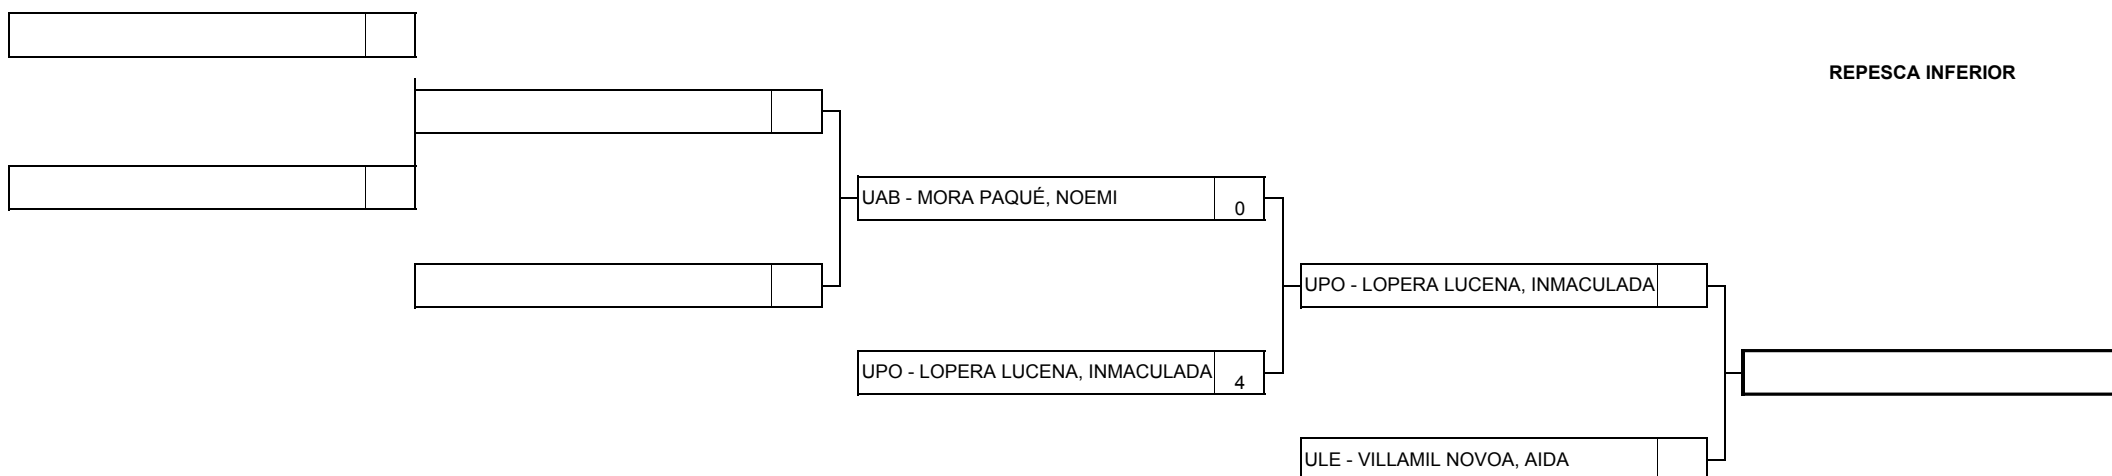 REPESCA INFERIOR
UAB - MORA PAQUÉ, NOEMI 0
UPO - LOPERA LUCENA, INMACULADA
UPO - LOPERA LUCENA, INMACULADA 4
ULE - VILLAMIL NOVOA, AIDA